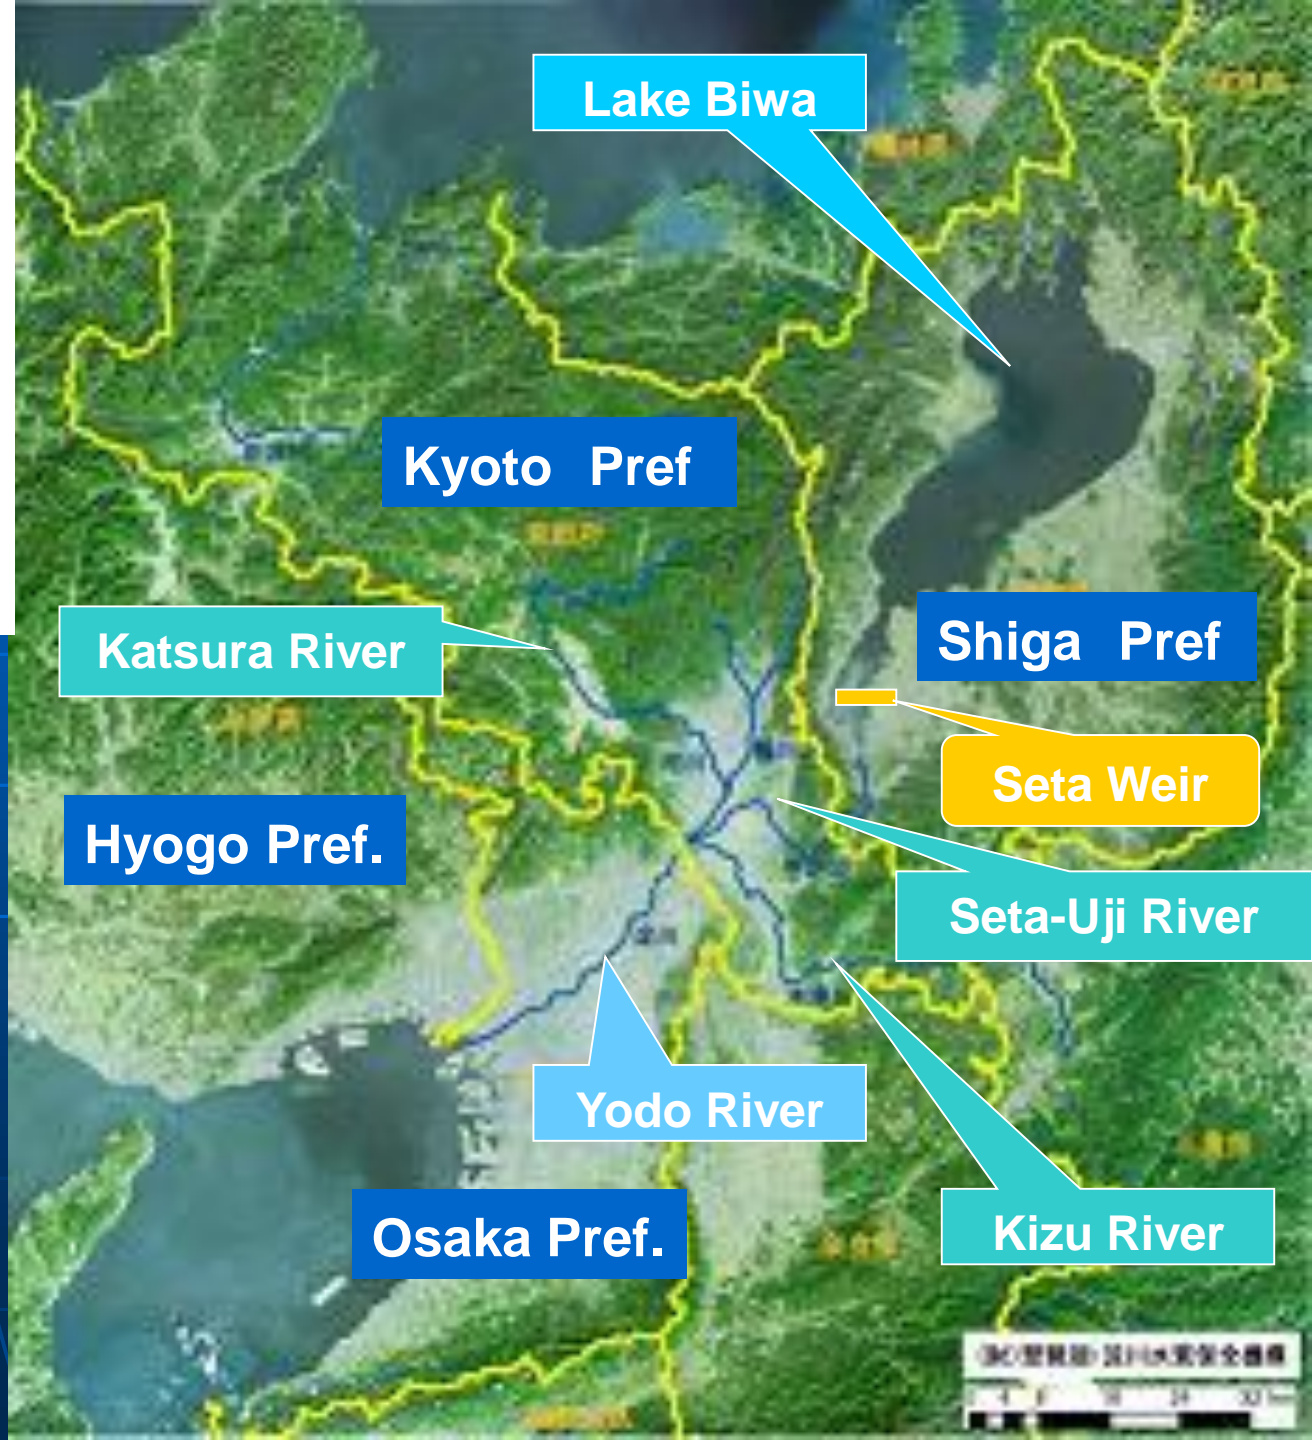 Lake Biwa
Kyoto Pref
Katsura River
Shiga Pref
Seta Weir
Hyogo Pref.
Seta-Uji River
Yodo River
Osaka Pref.
Kizu River